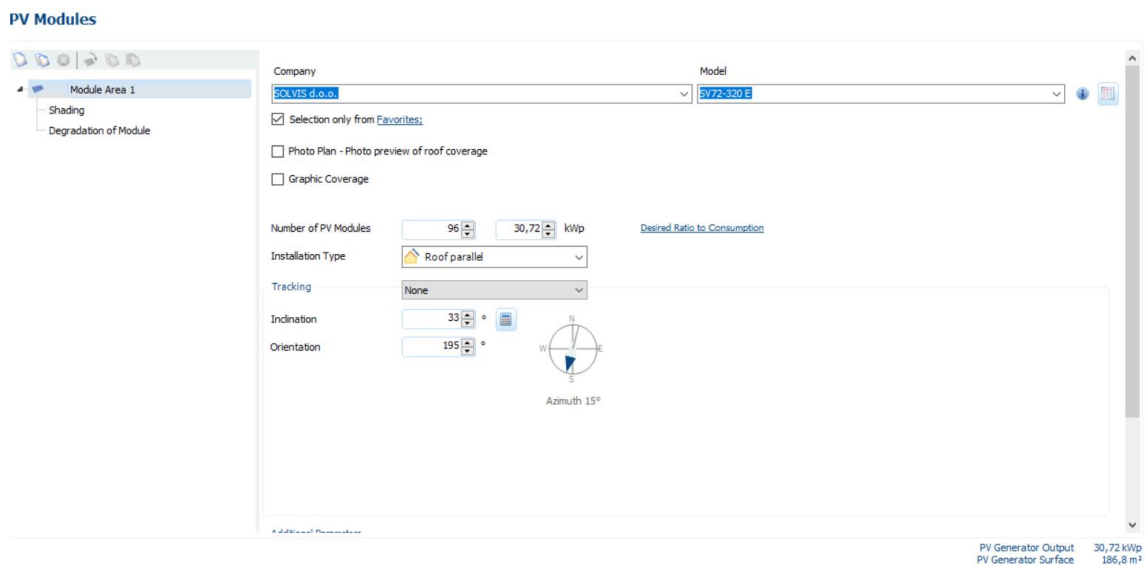 PV Modules
Module Area 1
Shading
Degradation of Module
Company
Model
SOLVIS d.o.o.
SV72-320 E
Selection only from Favorites;
Photo Plan - Photo preview of roof coverage
Graphic Coverage
Number of PV Modules 96 30,72 kWp Desired Ratio to Consumption
Installation Type Roof parallel
Tracking None
Inclination 33 °
Orientation 195 °
N
W E
S
Azimuth 15°
Additional Parameters
PV Generator Output 30,72 kWp
PV Generator Surface 186,8 m²